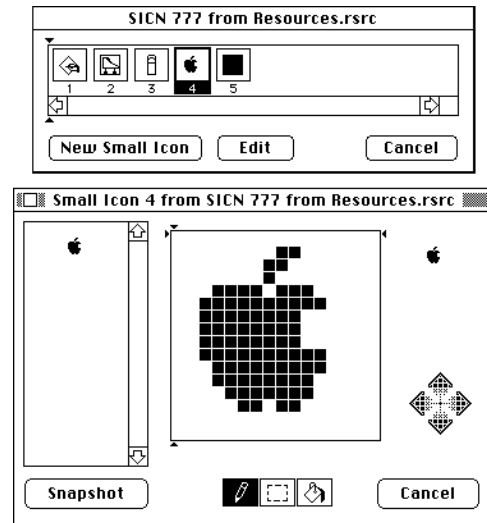 SICN 777 from Resources.rsrc
1 2 3 4 5
New Small Icon Edit Cancel
Small Icon 4 from SICN 777 from Resources.rsrc
Snapshot Cancel